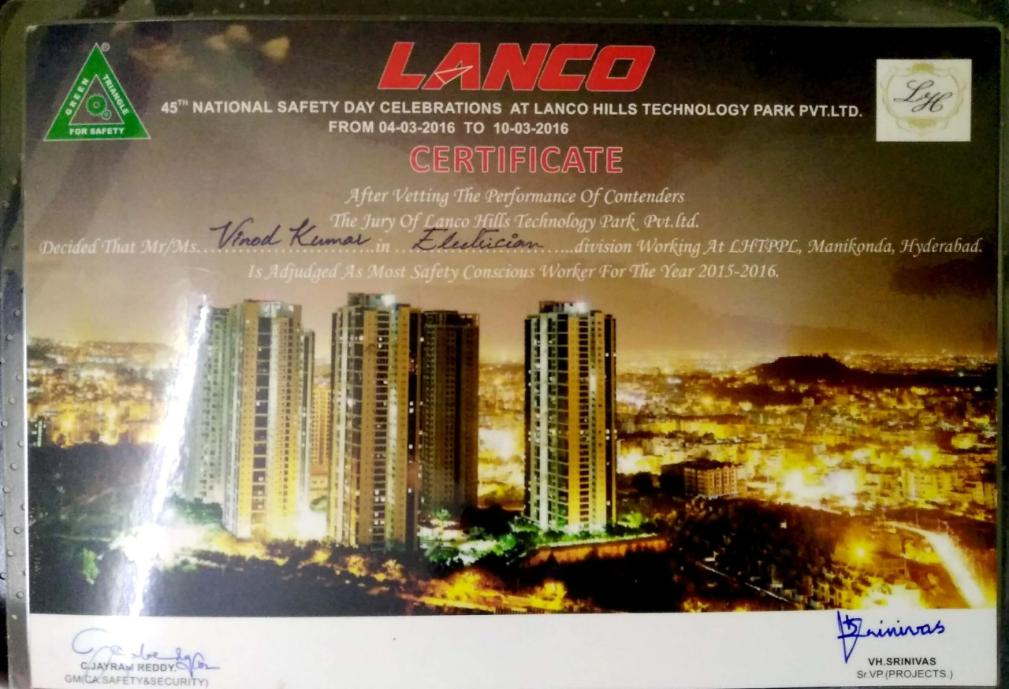 LANCO
GREEN TRIANGLE
FOR SAFETY
®
LH
45TH NATIONAL SAFETY DAY CELEBRATIONS AT LANCO HILLS TECHNOLOGY PARK PVT.LTD.
FROM 04-03-2016 TO 10-03-2016
CERTIFICATE
After Vetting The Performance Of Contenders
The Jury Of Lanco Hills Technology Park Pvt.ltd.
Decided That Mr/Ms. Vinod Kumar in Electrician division Working At LHTPPL, Manikonda, Hyderabad.
Is Adjudged As Most Safety Conscious Worker For The Year 2015-2016.
Srinivas
C.JAYRAM REDDY.
GM(CA.SAFETY&SECURITY)
VH.SRINIVAS
Sr.VP.(PROJECTS.)